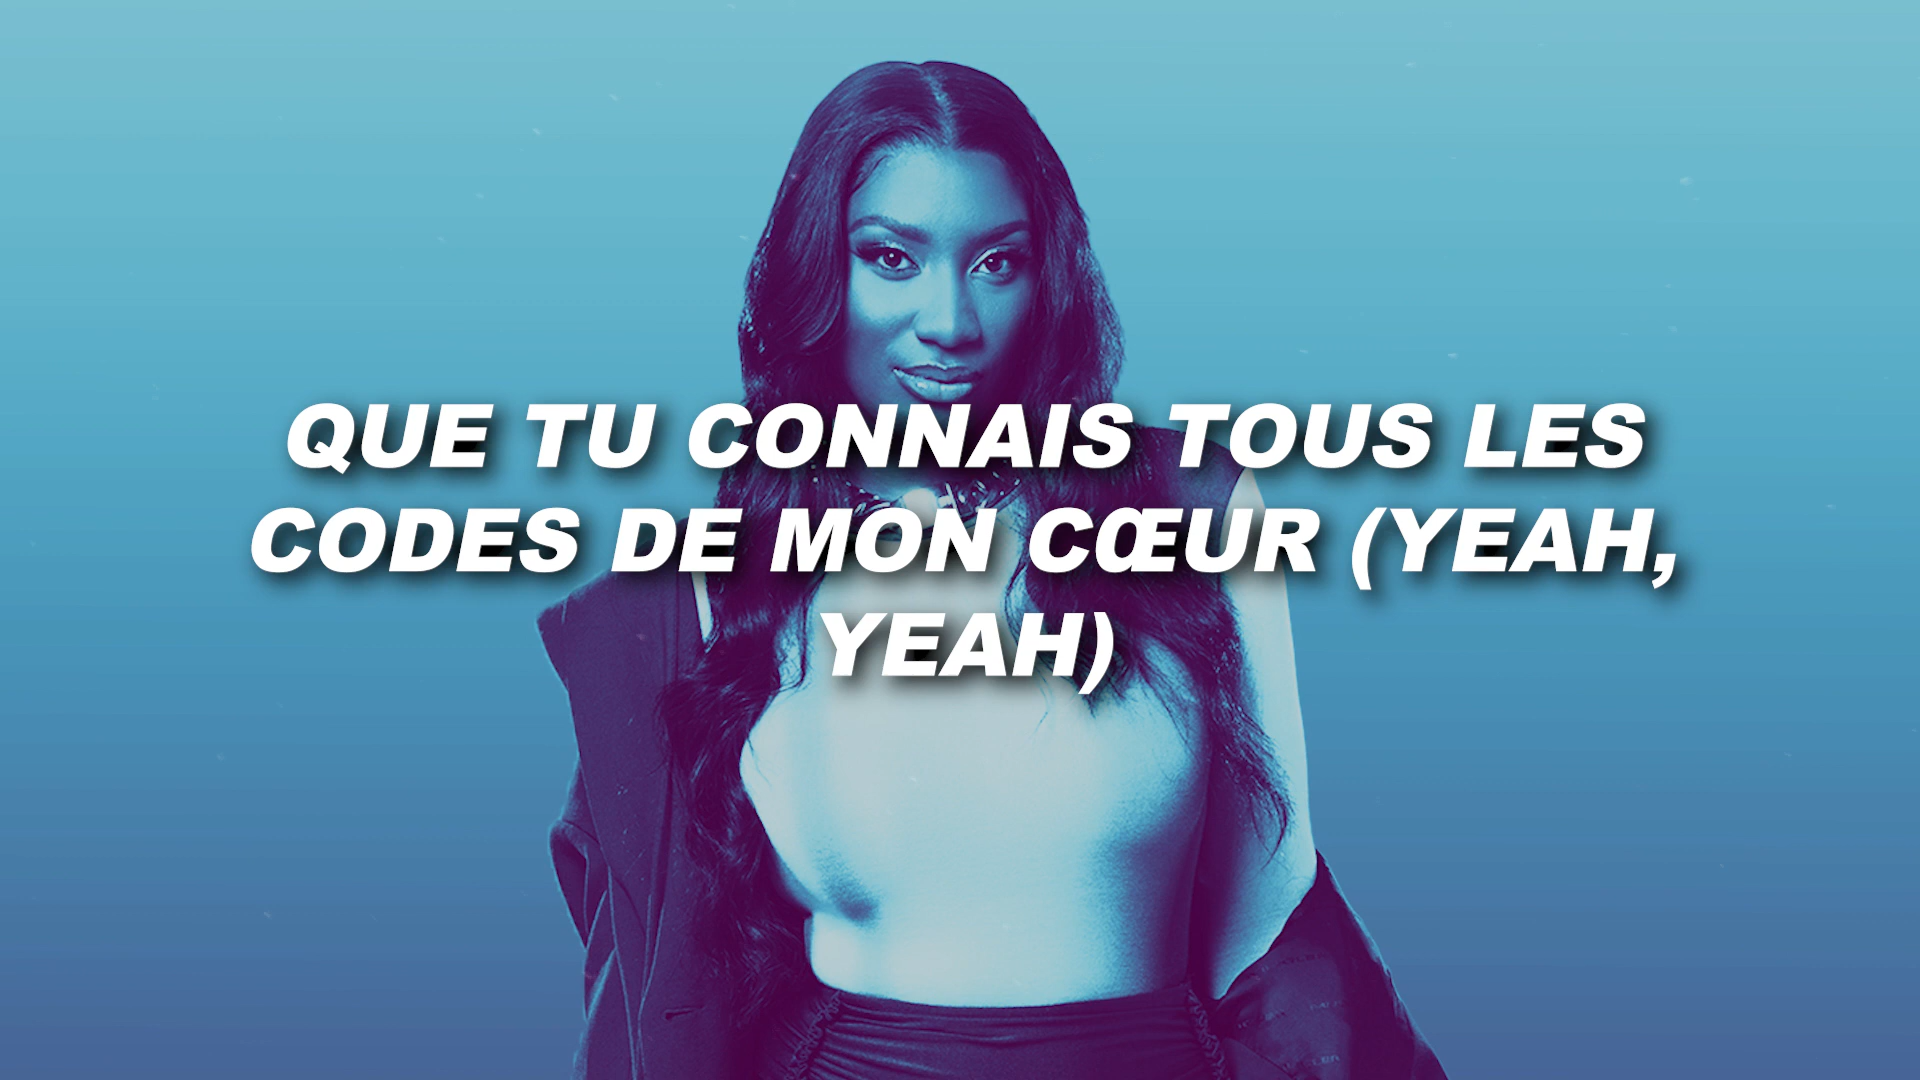 QUE TU CONNAIS TOUS LES
CODES DE MON CŒUR (YEAH,
YEAH)